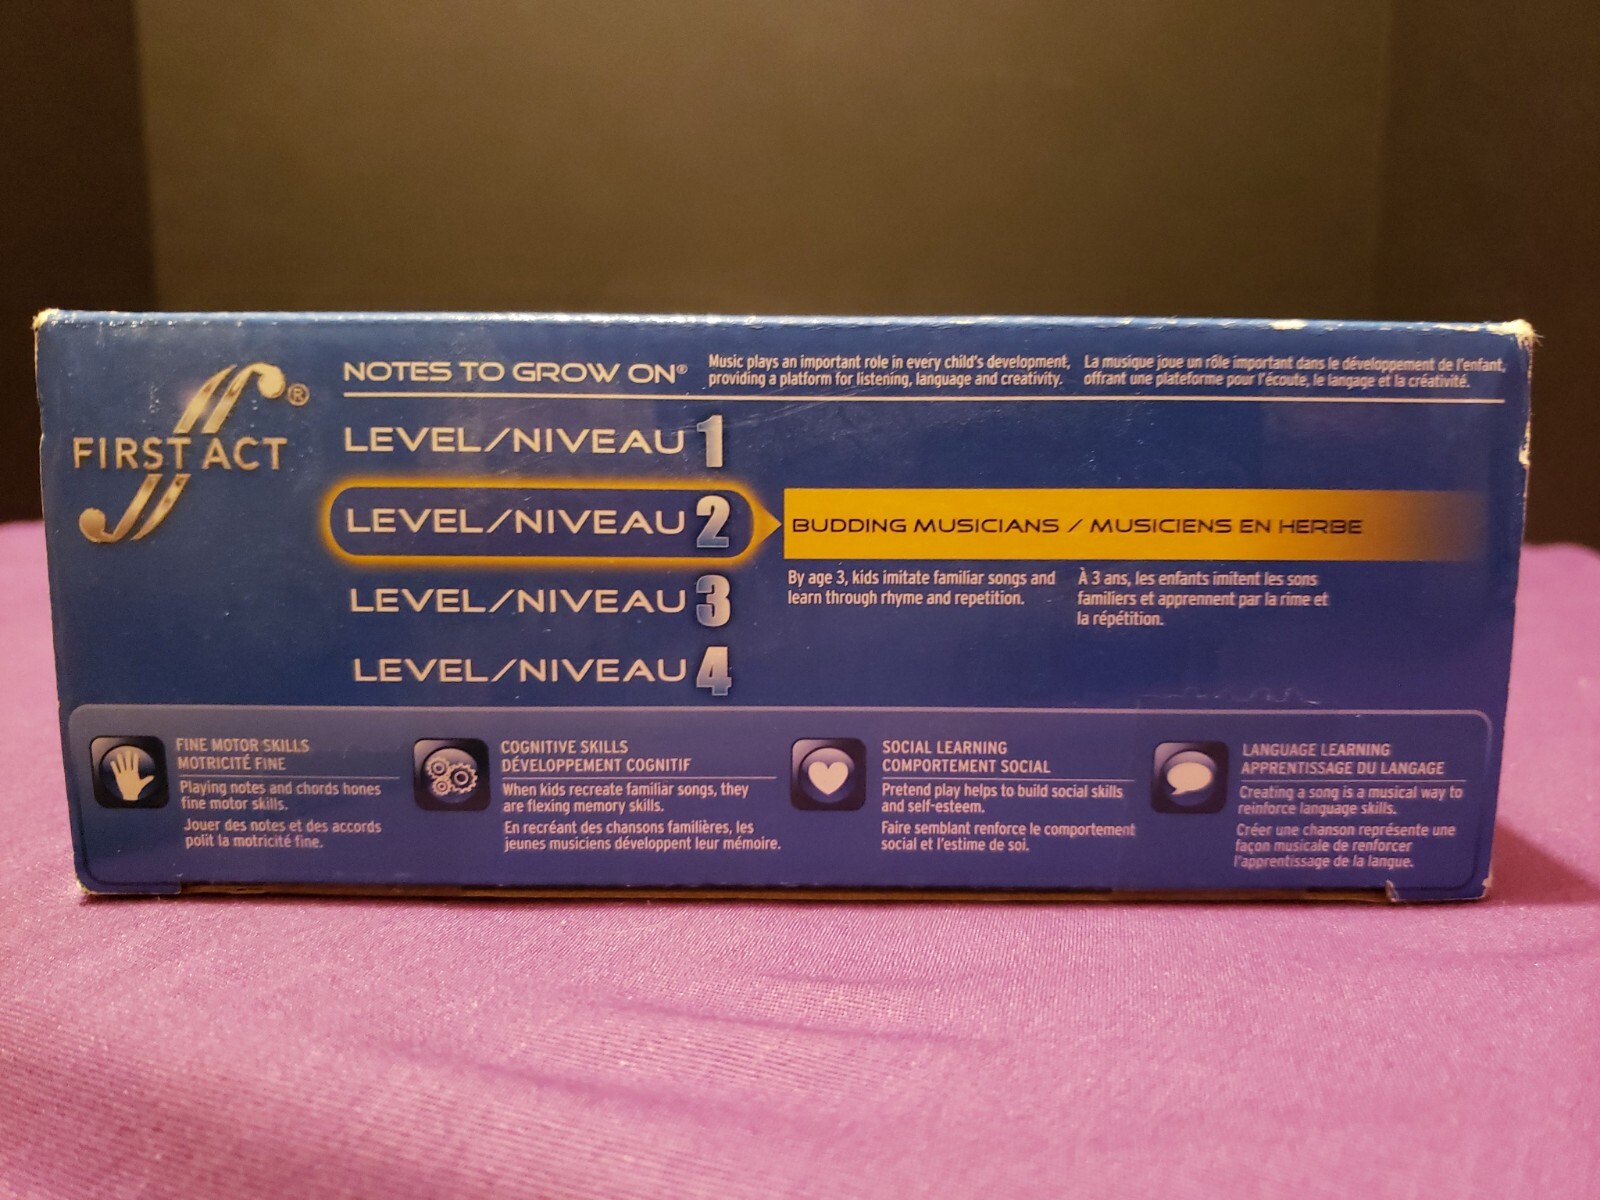 FIRST ACT ®
NOTES TO GROW ON®
Music plays an important role in every child's development,
providing a platform for listening, language and creativity.
La musique joue un rôle important dans le développement de l'enfant,
offrant une plateforme pour l'écoute, le langage et la créativité.
LEVEL/NIVEAU 1
LEVEL/NIVEAU 2
BUDDING MUSICIANS / MUSICIENS EN HERBE
By age 3, kids imitate familiar songs and
learn through rhyme and repetition.
À 3 ans, les enfants imitent les sons
familiers et apprennent par la rime et
la répétition.
LEVEL/NIVEAU 3
LEVEL/NIVEAU 4
FINE MOTOR SKILLS
MOTRICITÉ FINE
Playing notes and chords hones
fine motor skills.
Jouer des notes et des accords
polit la motricité fine.
COGNITIVE SKILLS
DÉVELOPPEMENT COGNITIF
When kids recreate familiar songs, they
are flexing memory skills.
En recréant des chansons familières, les
jeunes musiciens développent leur mémoire.
SOCIAL LEARNING
COMPORTEMENT SOCIAL
Pretend play helps to build social skills
and self-esteem.
Faire semblant renforce le comportement
social et l'estime de soi.
LANGUAGE LEARNING
APPRENTISSAGE DU LANGAGE
Creating a song is a musical way to
reinforce language skills.
Créer une chanson représente une
façon musicale de renforcer
l'apprentissage de la langue.